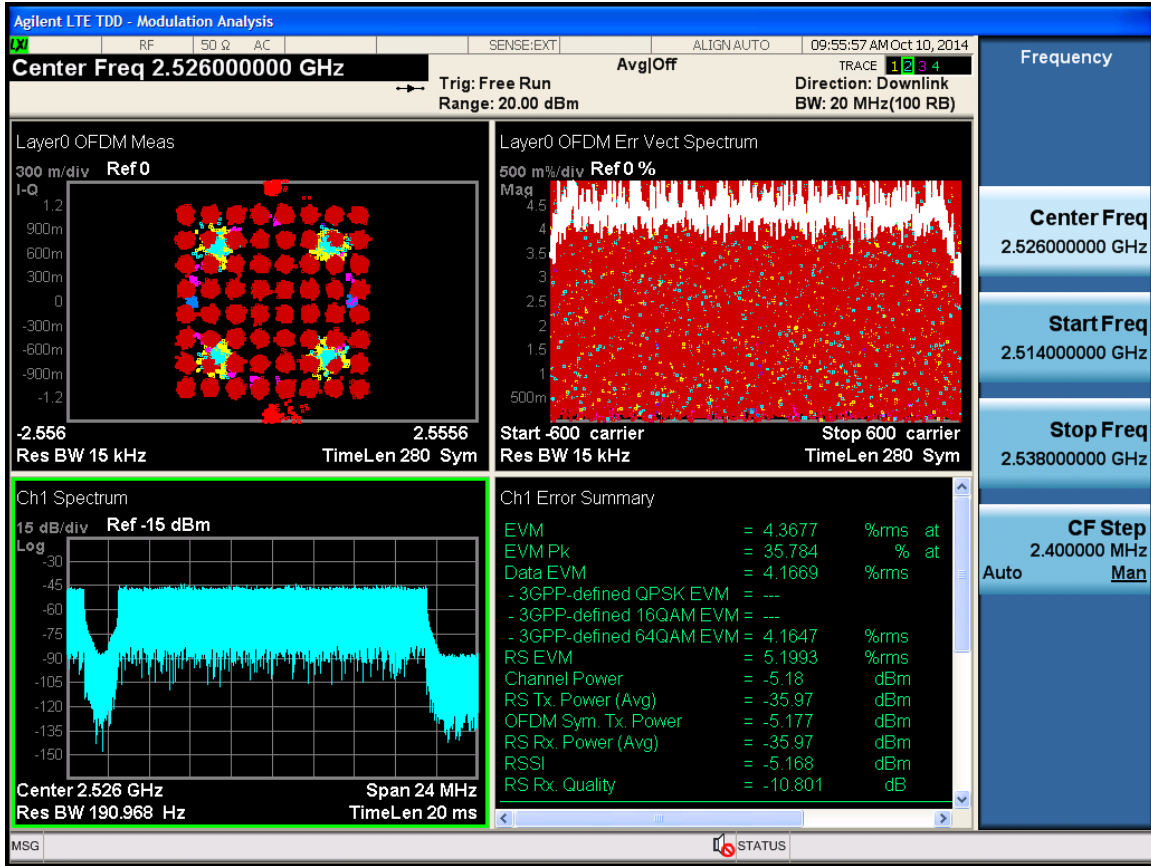 Agilent LTE TDD - Modulation Analysis
LXI RF 50 Ω AC SENSE:EXT ALIGN AUTO 09:55:57 AM Oct 10, 2014
Center Freq 2.526000000 GHz
Avg|Off
TRACE 1 2 3 4
Trig: Free Run
Direction: Downlink
Range: 20.00 dBm
BW: 20 MHz(100 RB)
Layer0 OFDM Meas
300 m/div Ref 0
I-Q
1.2
900m
600m
300m
0
-300m
-600m
-900m
-1.2
-2.556 2.5556
Res BW 15 kHz TimeLen 280 Sym
Layer0 OFDM Err Vect Spectrum
500 m%/div Ref 0 %
Mag
4.5
4
3.5
3
2.5
2
1.5
1
500m
Start -600 carrier Stop 600 carrier
Res BW 15 kHz TimeLen 280 Sym
Ch1 Spectrum
15 dB/div Ref -15 dBm
Log
-30
-45
-60
-75
-90
-105
-120
-135
-150
Center 2.526 GHz Span 24 MHz
Res BW 190.968 Hz TimeLen 20 ms
Ch1 Error Summary
EVM = 4.3677 %rms at
EVM Pk = 35.784 % at
Data EVM = 4.1669 %rms
- 3GPP-defined QPSK EVM = ---
- 3GPP-defined 16QAM EVM = ---
- 3GPP-defined 64QAM EVM = 4.1647 %rms
RS EVM = 5.1993 %rms
Channel Power = -5.18 dBm
RS Tx. Power (Avg) = -35.97 dBm
OFDM Sym. Tx. Power = -5.177 dBm
RS Rx. Power (Avg) = -35.97 dBm
RSSI = -5.168 dBm
RS Rx. Quality = -10.801 dB
Frequency
Center Freq
2.526000000 GHz
Start Freq
2.514000000 GHz
Stop Freq
2.538000000 GHz
CF Step
2.400000 MHz
Auto Man
MSG STATUS